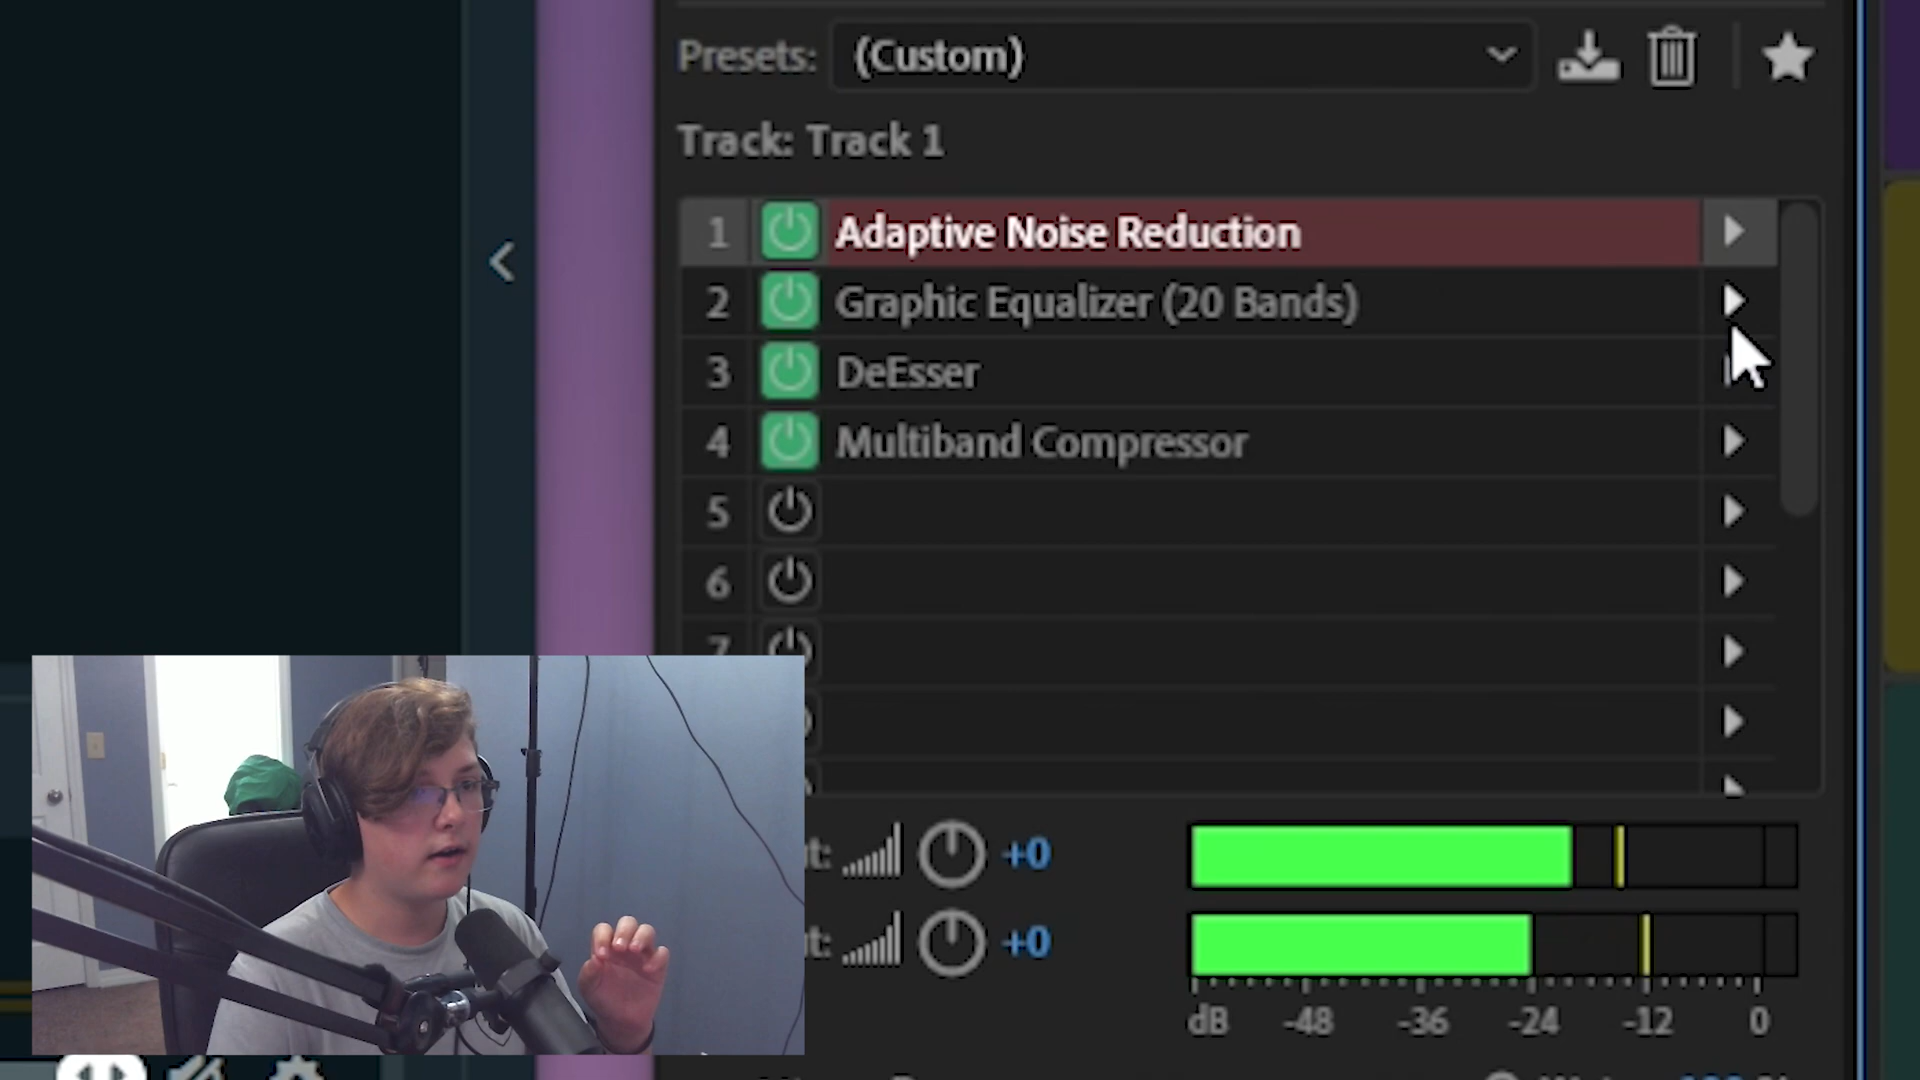 Presets: (Custom)
Track: Track 1
1 Adaptive Noise Reduction
2 Graphic Equalizer (20 Bands)
3 DeEsser
4 Multiband Compressor
5
6
7
+0
+0
dB -48 -36 -24 -12 0